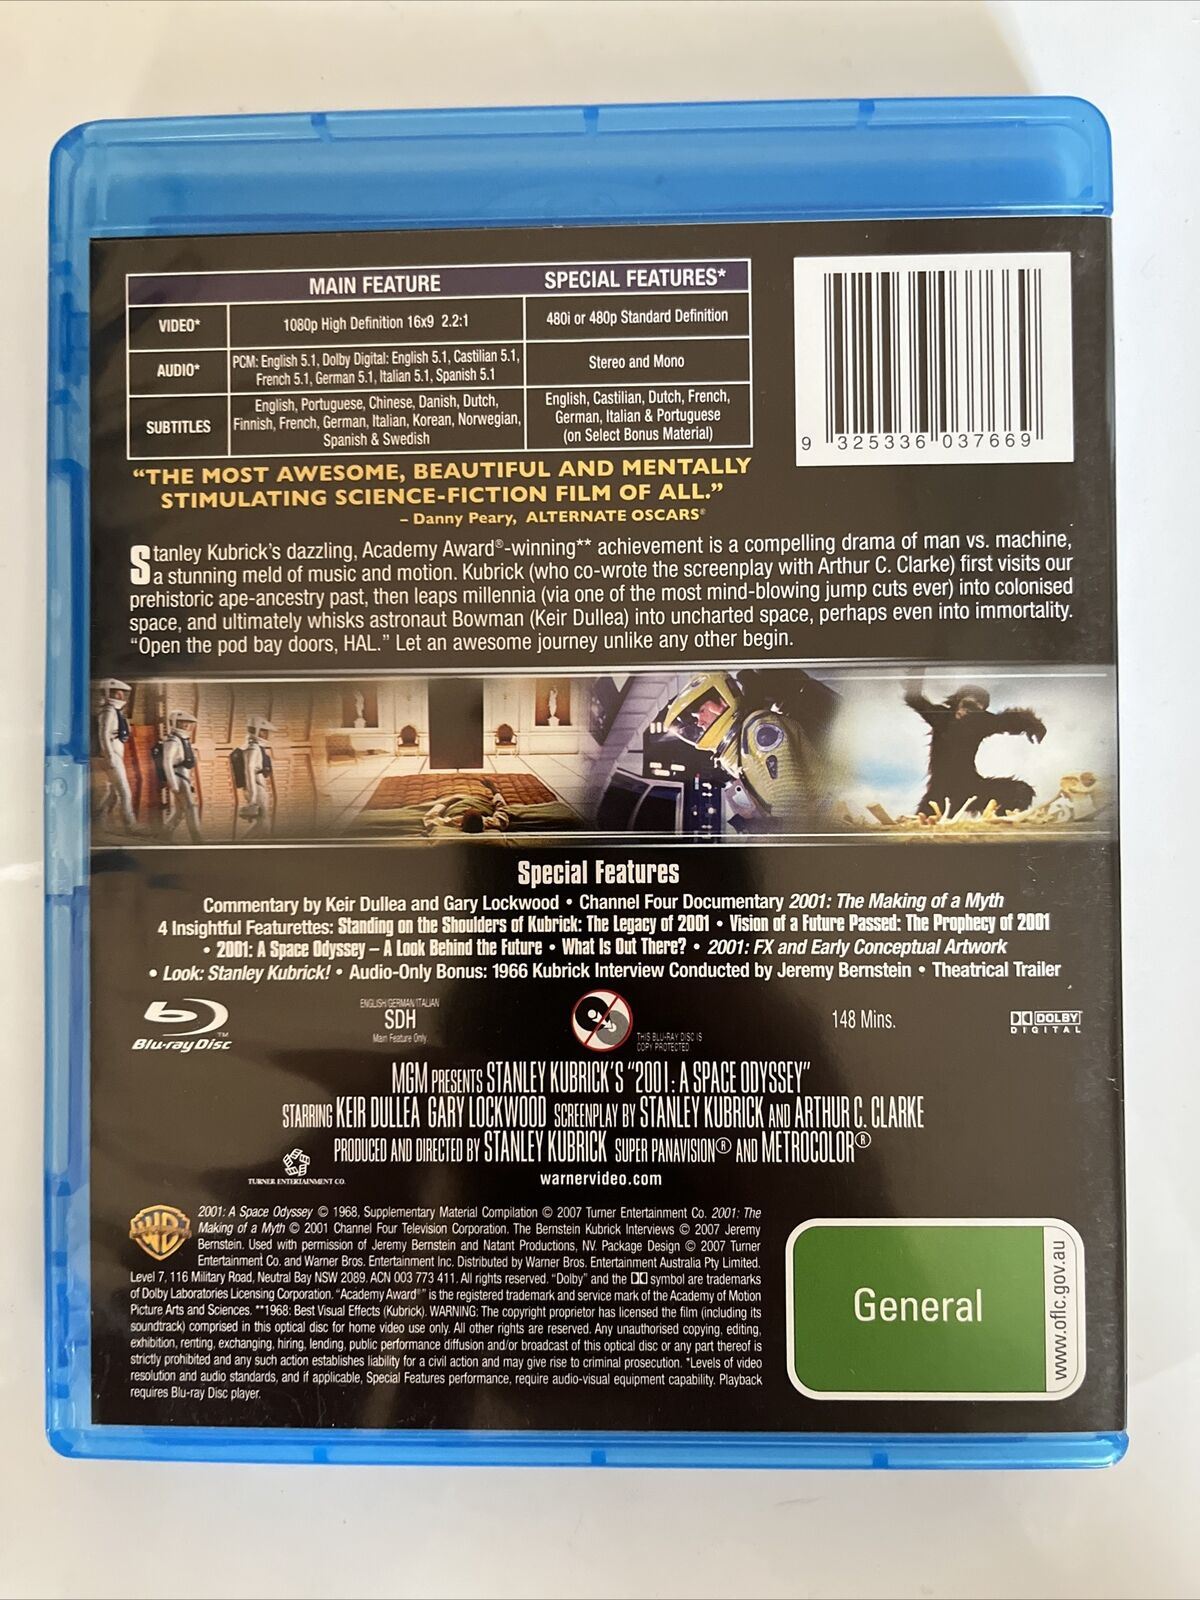 MAIN FEATURE SPECIAL FEATURES*
VIDEO* 1080p High Definition 16x9 2.2:1 480i or 480p Standard Definition
AUDIO* PCM: English 5.1, Dolby Digital: English 5.1, Castilian 5.1, Stereo and Mono
French 5.1, German 5.1, Italian 5.1, Spanish 5.1
SUBTITLES English, Portuguese, Chinese, Danish, Dutch, English, Castilian, Dutch, French,
Finnish, French, German, Italian, Korean, Norwegian, German, Italian & Portuguese
Spanish & Swedish (on Select Bonus Material)
9 325336 037669
“THE MOST AWESOME, BEAUTIFUL AND MENTALLY
STIMULATING SCIENCE-FICTION FILM OF ALL.”
– Danny Peary, ALTERNATE OSCARS®
Stanley Kubrick's dazzling, Academy Award®-winning** achievement is a compelling drama of man vs. machine,
a stunning meld of music and motion. Kubrick (who co-wrote the screenplay with Arthur C. Clarke) first visits our
prehistoric ape-ancestry past, then leaps millennia (via one of the most mind-blowing jump cuts ever) into colonised
space, and ultimately whisks astronaut Bowman (Keir Dullea) into uncharted space, perhaps even into immortality.
“Open the pod bay doors, HAL.” Let an awesome journey unlike any other begin.
Special Features
Commentary by Keir Dullea and Gary Lockwood • Channel Four Documentary 2001: The Making of a Myth
4 Insightful Featurettes: Standing on the Shoulders of Kubrick: The Legacy of 2001 • Vision of a Future Passed: The Prophecy of 2001
• 2001: A Space Odyssey – A Look Behind the Future • What Is Out There? • 2001: FX and Early Conceptual Artwork
• Look: Stanley Kubrick! • Audio-Only Bonus: 1966 Kubrick Interview Conducted by Jeremy Bernstein • Theatrical Trailer
Blu-ray Disc™
ENGLISH/GERMAN/ITALIAN
SDH
Main Feature Only
THIS BLU-RAY DISC IS
COPY PROTECTED
148 Mins.
DOLBY
DIGITAL
MGM PRESENTS STANLEY KUBRICK'S "2001: A SPACE ODYSSEY"
STARRING KEIR DULLEA GARY LOCKWOOD SCREENPLAY BY STANLEY KUBRICK AND ARTHUR C. CLARKE
PRODUCED AND DIRECTED BY STANLEY KUBRICK SUPER PANAVISION® AND METROCOLOR®
TURNER ENTERTAINMENT CO.
warnervideo.com
WB
2001: A Space Odyssey © 1968, Supplementary Material Compilation © 2007 Turner Entertainment Co. 2001: The
Making of a Myth © 2001 Channel Four Television Corporation. The Bernstein Kubrick Interviews © 2007 Jeremy
Bernstein. Used with permission of Jeremy Bernstein and Natant Productions, NV. Package Design © 2007 Turner
Entertainment Co. and Warner Bros. Entertainment Inc. Distributed by Warner Bros. Entertainment Australia Pty Limited.
Level 7, 116 Military Road, Neutral Bay NSW 2089. ACN 003 773 411. All rights reserved. "Dolby" and the symbol are trademarks
of Dolby Laboratories Licensing Corporation. "Academy Award®" is the registered trademark and service mark of the Academy of Motion
Picture Arts and Sciences. **1968: Best Visual Effects (Kubrick). WARNING: The copyright proprietor has licensed the film (including its
soundtrack) comprised in this optical disc for home video use only. All other rights are reserved. Any unauthorised copying, editing,
exhibition, renting, exchanging, hiring, lending, public performance diffusion and/or broadcast of this optical disc or any part thereof is
strictly prohibited and any such action establishes liability for a civil action and may give rise to criminal prosecution. *Levels of video
resolution and audio standards, and if applicable, Special Features performance, require audio-visual equipment capability. Playback
requires Blu-ray Disc player.
General
www.oflc.gov.au